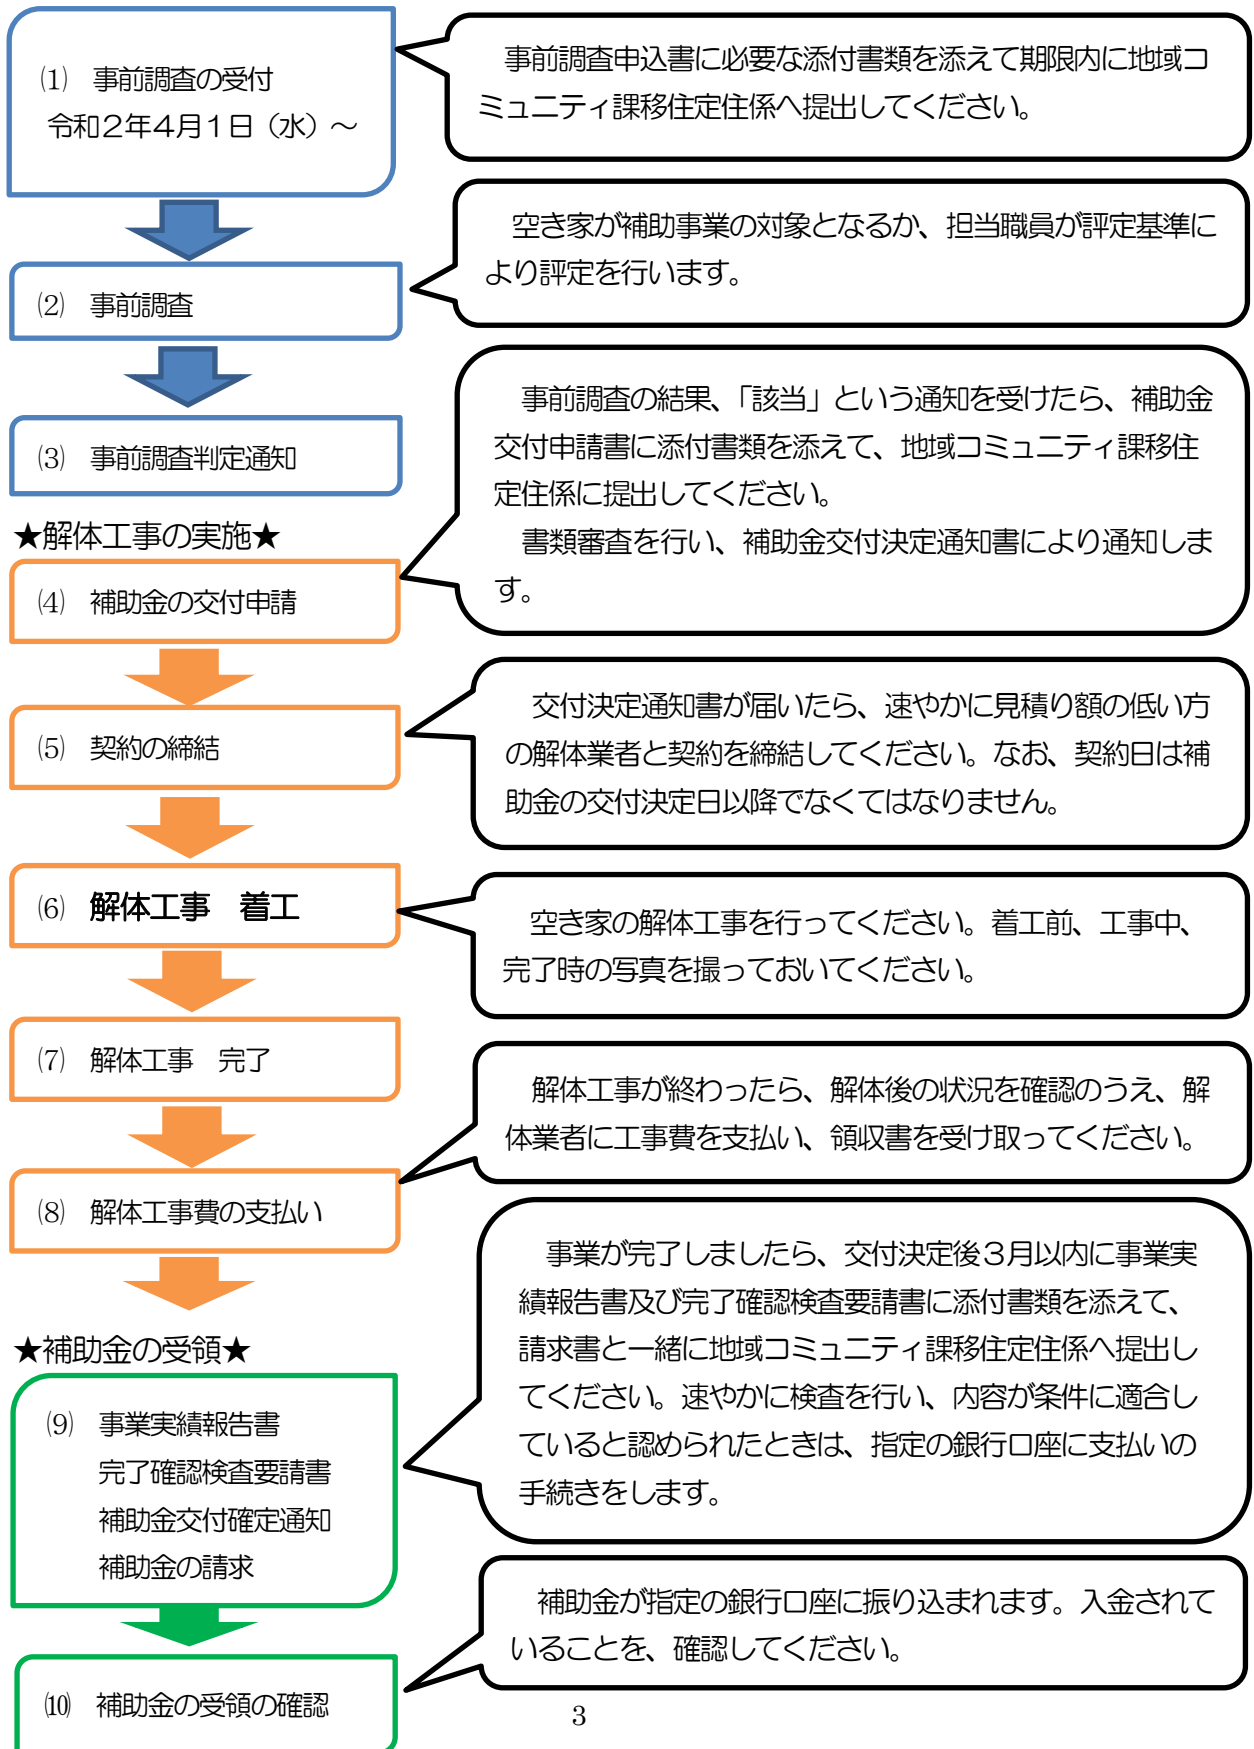 ⑴　事前調査の受付
令和２年４月１日（水）～
事前調査申込書に必要な添付書類を添えて期限内に地域コ
ミュニティ課移住定住係へ提出してください。
空き家が補助事業の対象となるか、担当職員が評定基準に
より評定を行います。
⑵　事前調査
事前調査の結果、「該当」という通知を受けたら、補助金
交付申請書に添付書類を添えて、地域コミュニティ課移住
定住係に提出してください。
書類審査を行い、補助金交付決定通知書により通知しま
す。
⑶　事前調査判定通知
★解体工事の実施★
⑷　補助金の交付申請
交付決定通知書が届いたら、速やかに見積り額の低い方
の解体業者と契約を締結してください。なお、契約日は補
助金の交付決定日以降でなくてはなりません。
⑸　契約の締結
⑹　解体工事　着工
空き家の解体工事を行ってください。着工前、工事中、
完了時の写真を撮っておいてください。
⑺　解体工事　完了
解体工事が終わったら、解体後の状況を確認のうえ、解
体業者に工事費を支払い、領収書を受け取ってください。
⑻　解体工事費の支払い
事業が完了しましたら、交付決定後３月以内に事業実
績報告書及び完了確認検査要請書に添付書類を添えて、
請求書と一緒に地域コミュニティ課移住定住係へ提出し
てください。速やかに検査を行い、内容が条件に適合し
ていると認められたときは、指定の銀行口座に支払いの
手続きをします。
★補助金の受領★
⑼　事業実績報告書
完了確認検査要請書
補助金交付確定通知
補助金の請求
補助金が指定の銀行口座に振り込まれます。入金されて
いることを、確認してください。
⑽　補助金の受領の確認
3